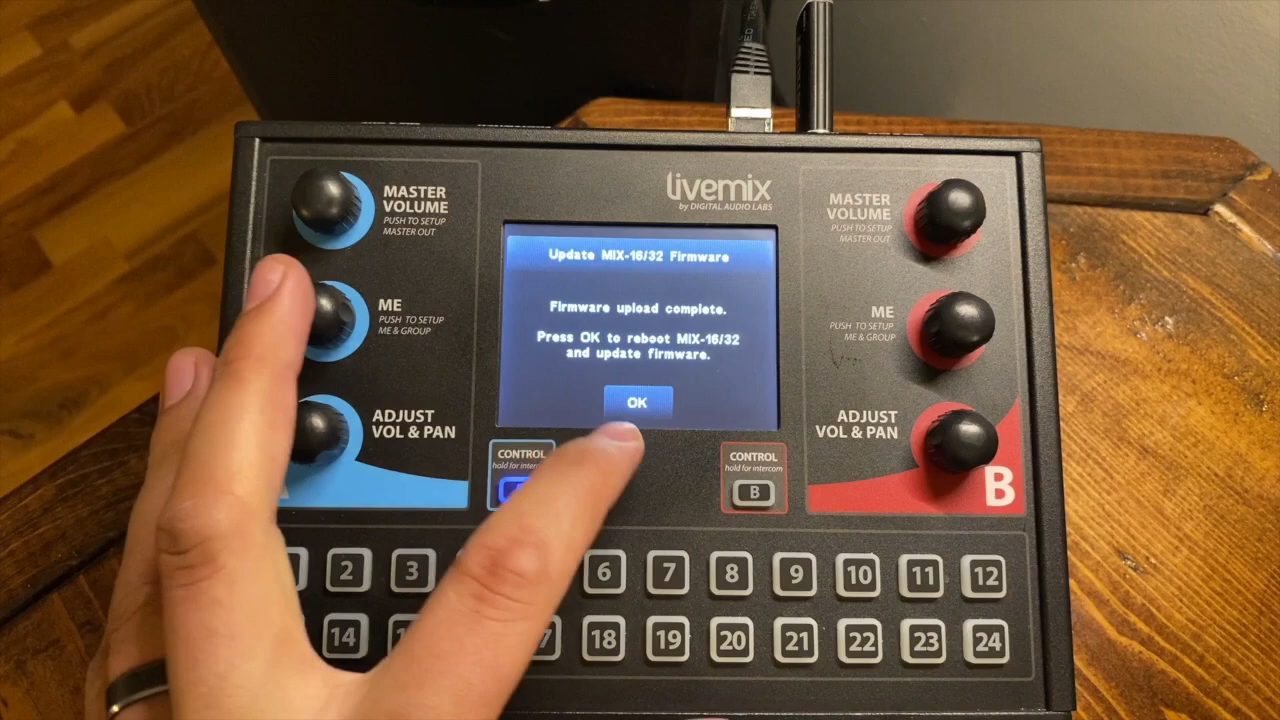 livemix
by DIGITAL AUDIO LABS
MASTER
VOLUME
PUSH TO SETUP
MASTER OUT
ME
PUSH TO SETUP
ME & GROUP
ADJUST
VOL & PAN
Update MIX-16/32 Firmware
Firmware upload complete.
Press OK to reboot MIX-16/32
and update firmware.
OK
MASTER
VOLUME
PUSH TO SETUP
MASTER OUT
ME
PUSH TO SETUP
ME & GROUP
ADJUST
VOL & PAN
B
CONTROL
hold for intercom
CONTROL
hold for intercom
B
2 3 6 7 8 9 10 11 12
14 18 19 20 21 22 23 24